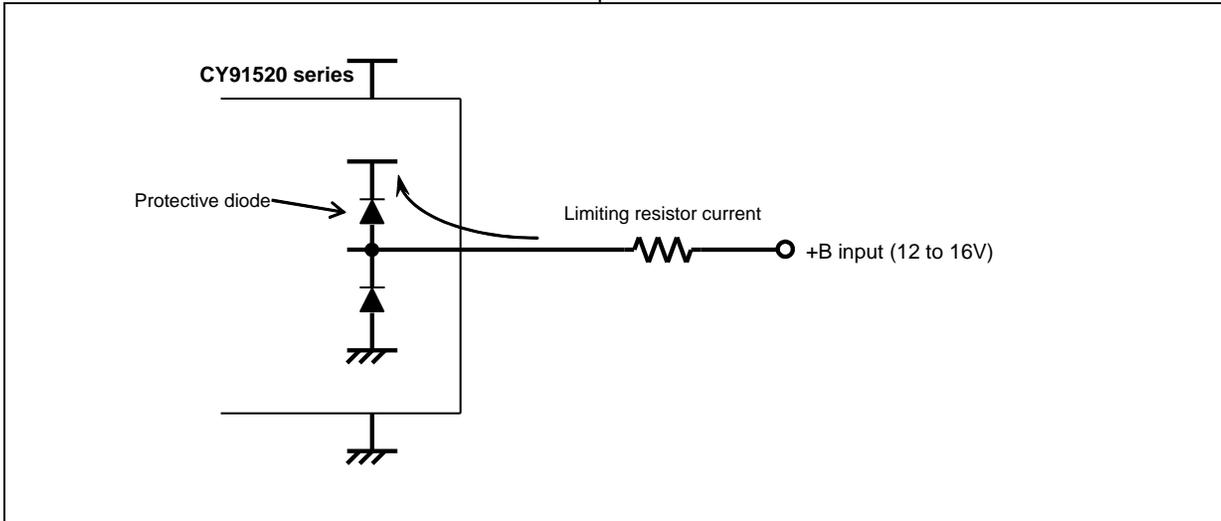 CY91520 series
Protective diode
Limiting resistor current
+B input (12 to 16V)